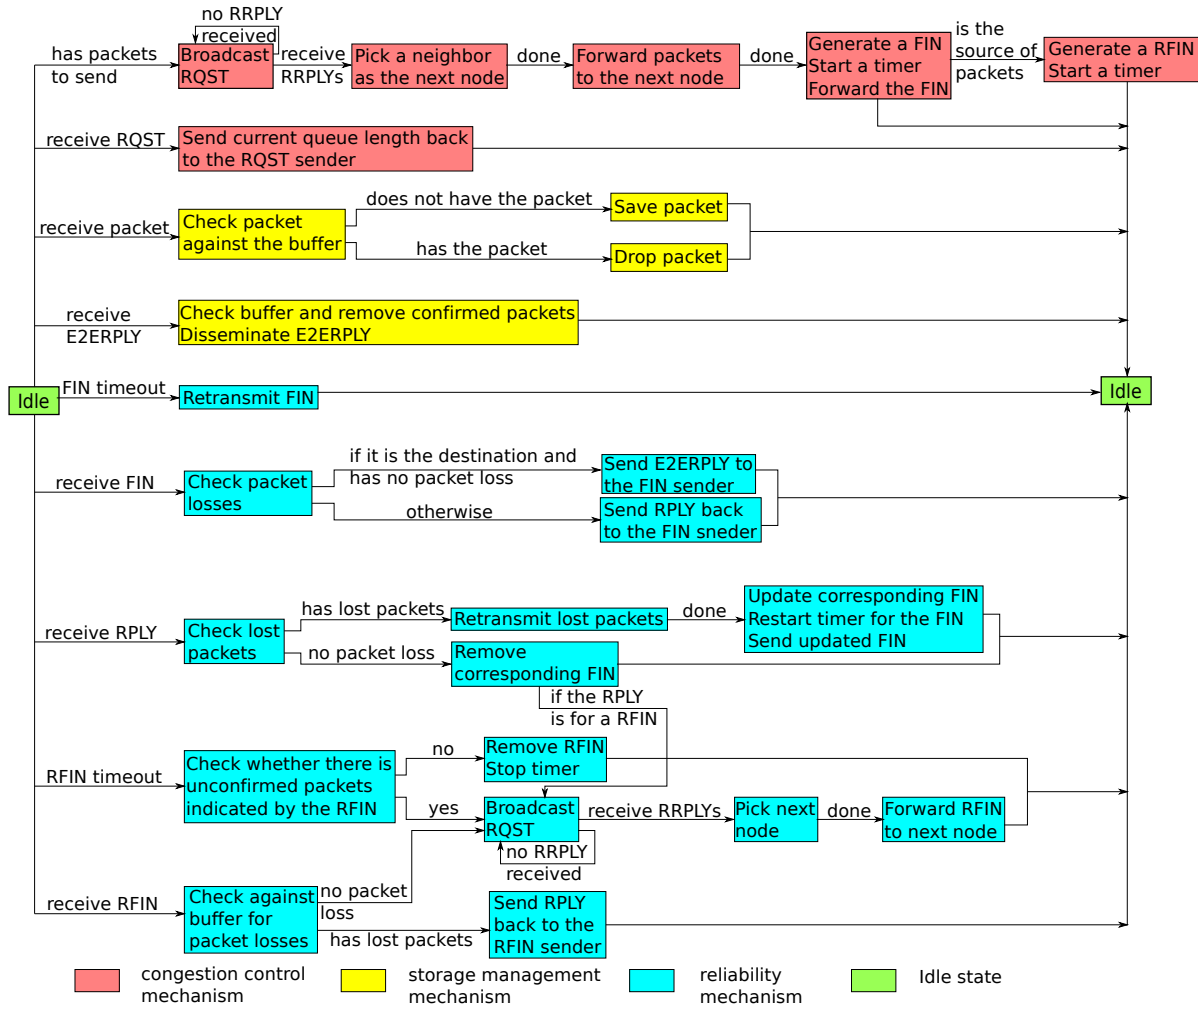 no RRPLY
received
has packets
to send
Broadcast
RQST
receive
RRPLYs
Pick a neighbor
as the next node
done
Forward packets
to the next node
done
Generate a FIN
Start a timer
Forward the FIN
is the
source of
packets
Generate a RFIN
Start a timer
receive RQST
Send current queue length back
to the RQST sender
receive packet
Check packet
against the buffer
does not have the packet
Save packet
has the packet
Drop packet
receive
E2ERPLY
Check buffer and remove confirmed packets
Disseminate E2ERPLY
Idle
FIN timeout
Retransmit FIN
Idle
receive FIN
Check packet
losses
if it is the destination and
has no packet loss
Send E2ERPLY to
the FIN sender
otherwise
Send RPLY back
to the FIN sneder
receive RPLY
Check lost
packets
has lost packets
Retransmit lost packets
done
Update corresponding FIN
Restart timer for the FIN
Send updated FIN
no packet loss
Remove
corresponding FIN
if the RPLY
is for a RFIN
RFIN timeout
Check whether there is
unconfirmed packets
indicated by the RFIN
no
Remove RFIN
Stop timer
yes
Broadcast
RQST
receive RRPLYs
Pick next
node
done
Forward RFIN
to next node
no RRPLY
received
receive RFIN
Check against
buffer for
packet losses
no packet
loss
has lost packets
Send RPLY
back to the
RFIN sender
congestion control
mechanism
storage management
mechanism
reliability
mechanism
Idle state